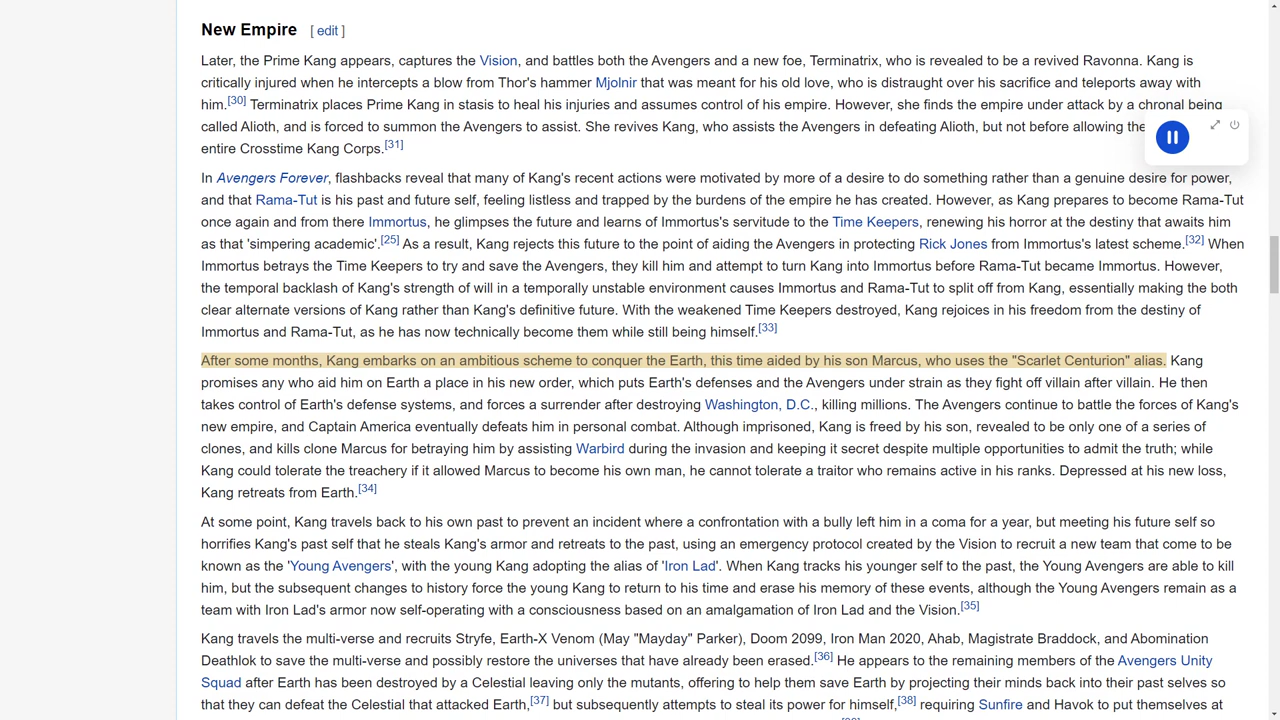 New Empire [ edit ]
Later, the Prime Kang appears, captures the Vision, and battles both the Avengers and a new foe, Terminatrix, who is revealed to be a revived Ravonna. Kang is
critically injured when he intercepts a blow from Thor's hammer Mjolnir that was meant for his old love, who is distraught over his sacrifice and teleports away with
him.[30] Terminatrix places Prime Kang in stasis to heal his injuries and assumes control of his empire. However, she finds the empire under attack by a chronal being
called Alioth, and is forced to summon the Avengers to assist. She revives Kang, who assists the Avengers in defeating Alioth, but not before allowing the
entire Crosstime Kang Corps.[31]
In Avengers Forever, flashbacks reveal that many of Kang's recent actions were motivated by more of a desire to do something rather than a genuine desire for power,
and that Rama-Tut is his past and future self, feeling listless and trapped by the burdens of the empire he has created. However, as Kang prepares to become Rama-Tut
once again and from there Immortus, he glimpses the future and learns of Immortus's servitude to the Time Keepers, renewing his horror at the destiny that awaits him
as that 'simpering academic'.[25] As a result, Kang rejects this future to the point of aiding the Avengers in protecting Rick Jones from Immortus's latest scheme.[32] When
Immortus betrays the Time Keepers to try and save the Avengers, they kill him and attempt to turn Kang into Immortus before Rama-Tut became Immortus. However,
the temporal backlash of Kang's strength of will in a temporally unstable environment causes Immortus and Rama-Tut to split off from Kang, essentially making the both
clear alternate versions of Kang rather than Kang's definitive future. With the weakened Time Keepers destroyed, Kang rejoices in his freedom from the destiny of
Immortus and Rama-Tut, as he has now technically become them while still being himself.[33]
After some months, Kang embarks on an ambitious scheme to conquer the Earth, this time aided by his son Marcus, who uses the "Scarlet Centurion" alias. Kang
promises any who aid him on Earth a place in his new order, which puts Earth's defenses and the Avengers under strain as they fight off villain after villain. He then
takes control of Earth's defense systems, and forces a surrender after destroying Washington, D.C., killing millions. The Avengers continue to battle the forces of Kang's
new empire, and Captain America eventually defeats him in personal combat. Although imprisoned, Kang is freed by his son, revealed to be only one of a series of
clones, and kills clone Marcus for betraying him by assisting Warbird during the invasion and keeping it secret despite multiple opportunities to admit the truth; while
Kang could tolerate the treachery if it allowed Marcus to become his own man, he cannot tolerate a traitor who remains active in his ranks. Depressed at his new loss,
Kang retreats from Earth.[34]
At some point, Kang travels back to his own past to prevent an incident where a confrontation with a bully left him in a coma for a year, but meeting his future self so
horrifies Kang's past self that he steals Kang's armor and retreats to the past, using an emergency protocol created by the Vision to recruit a new team that come to be
known as the 'Young Avengers', with the young Kang adopting the alias of 'Iron Lad'. When Kang tracks his younger self to the past, the Young Avengers are able to kill
him, but the subsequent changes to history force the young Kang to return to his time and erase his memory of these events, although the Young Avengers remain as a
team with Iron Lad's armor now self-operating with a consciousness based on an amalgamation of Iron Lad and the Vision.[35]
Kang travels the multi-verse and recruits Stryfe, Earth-X Venom (May "Mayday" Parker), Doom 2099, Iron Man 2020, Ahab, Magistrate Braddock, and Abomination
Deathlok to save the multi-verse and possibly restore the universes that have already been erased.[36] He appears to the remaining members of the Avengers Unity
Squad after Earth has been destroyed by a Celestial leaving only the mutants, offering to help them save Earth by projecting their minds back into their past selves so
that they can defeat the Celestial that attacked Earth,[37] but subsequently attempts to steal its power for himself,[38] requiring Sunfire and Havok to put themselves at